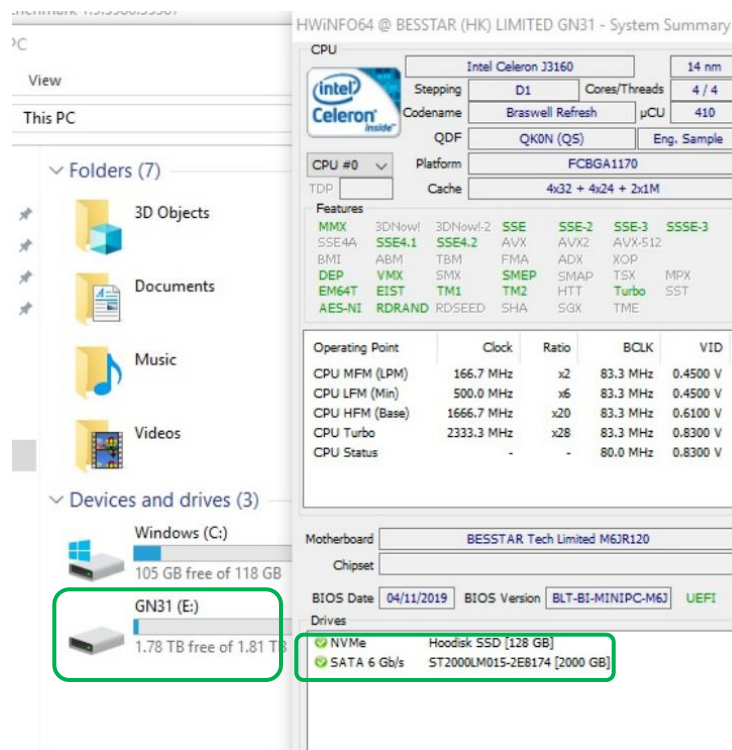 HWiNFO64 @ BESSTAR (HK) LIMITED GN31 - System Summary
PC
View
This PC
Folders (7)
3D Objects
Documents
Music
Videos
Devices and drives (3)
Windows (C:)
105 GB free of 118 GB
GN31 (E:)
1.78 TB free of 1.81 TB
CPU
intel
Celeron
inside
Intel Celeron J3160 14 nm
Stepping D1 Cores/Threads 4 / 4
Codename Braswell Refresh µCU 410
QDF QK0N (QS) Eng. Sample
CPU #0 Platform FCBGA1170
TDP Cache 4x32 + 4x24 + 2x1M
Features
MMX 3DNow! 3DNow!-2 SSE SSE-2 SSE-3 SSSE-3
SSE4A SSE4.1 SSE4.2 AVX AVX2 AVX-512
BMI ABM TBM FMA ADX XOP
DEP VMX SMX SMEP SMAP TSX MPX
EM64T EIST TM1 TM2 HTT Turbo SST
AES-NI RDRAND RDSEED SHA SGX TME
Operating Point Clock Ratio BCLK VID
CPU MFM (LPM) 166.7 MHz x2 83.3 MHz 0.4500 V
CPU LFM (Min) 500.0 MHz x6 83.3 MHz 0.4500 V
CPU HFM (Base) 1666.7 MHz x20 83.3 MHz 0.6100 V
CPU Turbo 2333.3 MHz x28 83.3 MHz 0.8300 V
CPU Status - - 80.0 MHz 0.8300 V
Motherboard BESSTAR Tech Limited M6JR120
Chipset
BIOS Date 04/11/2019 BIOS Version BLT-BI-MINIPC-M6J UEFI
Drives
NVMe Hoodisk SSD [128 GB]
SATA 6 Gb/s ST2000LM015-2E8174 [2000 GB]